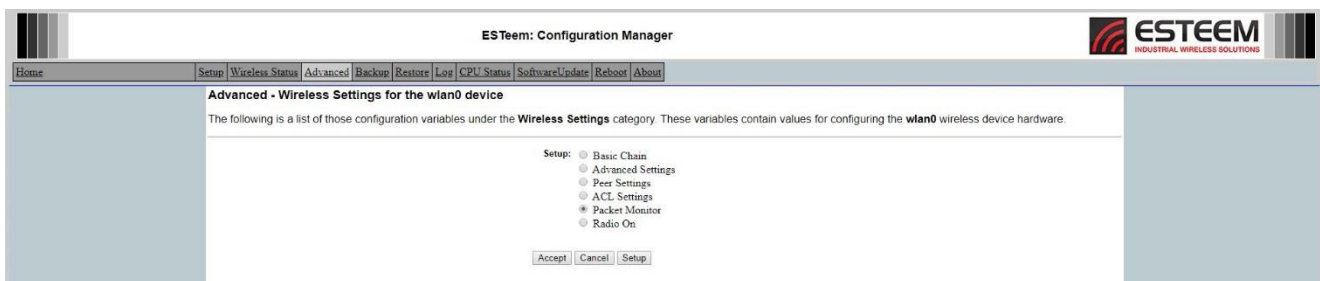 ESTeem: Configuration Manager
ESTEEM
INDUSTRIAL WIRELESS SOLUTIONS
Home Setup Wireless Status Advanced Backup Restore Log CPU Status SoftwareUpdate Reboot About
Advanced - Wireless Settings for the wlan0 device
The following is a list of those configuration variables under the Wireless Settings category. These variables contain values for configuring the wlan0 wireless device hardware.
Setup: Basic Chain
Advanced Settings
Peer Settings
ACL Settings
Packet Monitor
Radio On
Accept Cancel Setup